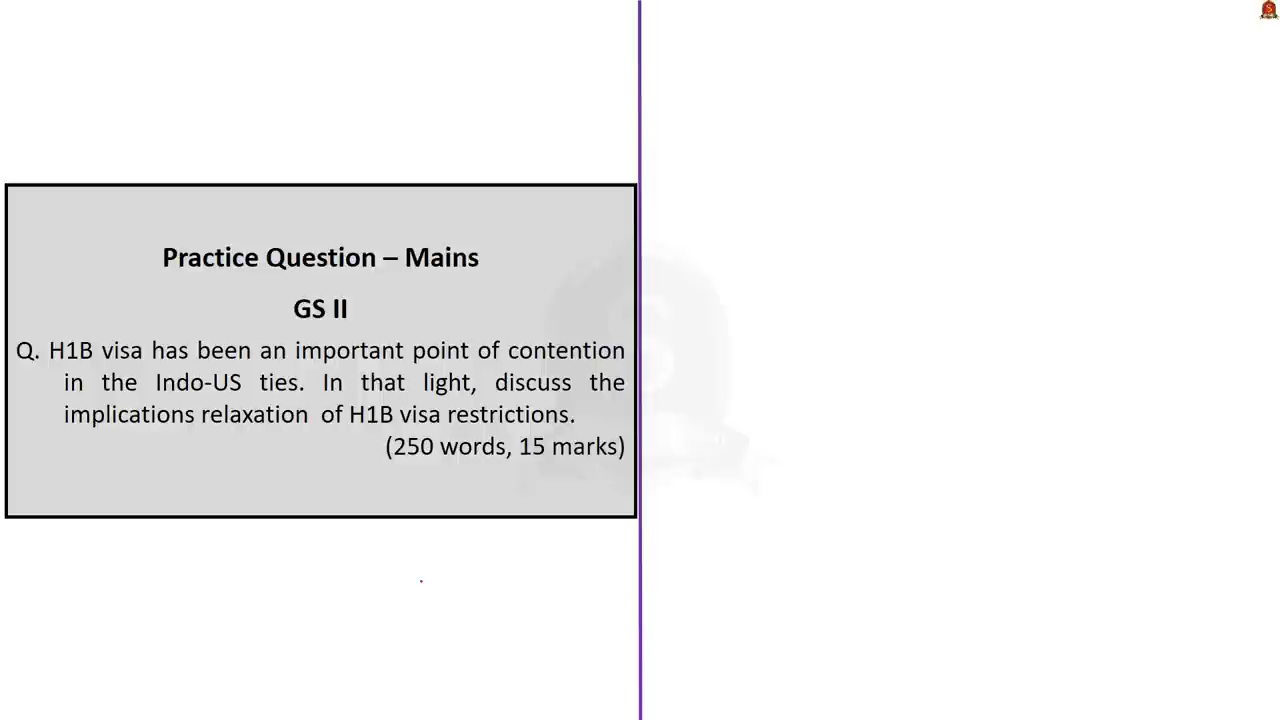 Practice Question – Mains
GS II
Q. H1B visa has been an important point of contention
in the Indo-US ties. In that light, discuss the
implications relaxation of H1B visa restrictions.
(250 words, 15 marks)